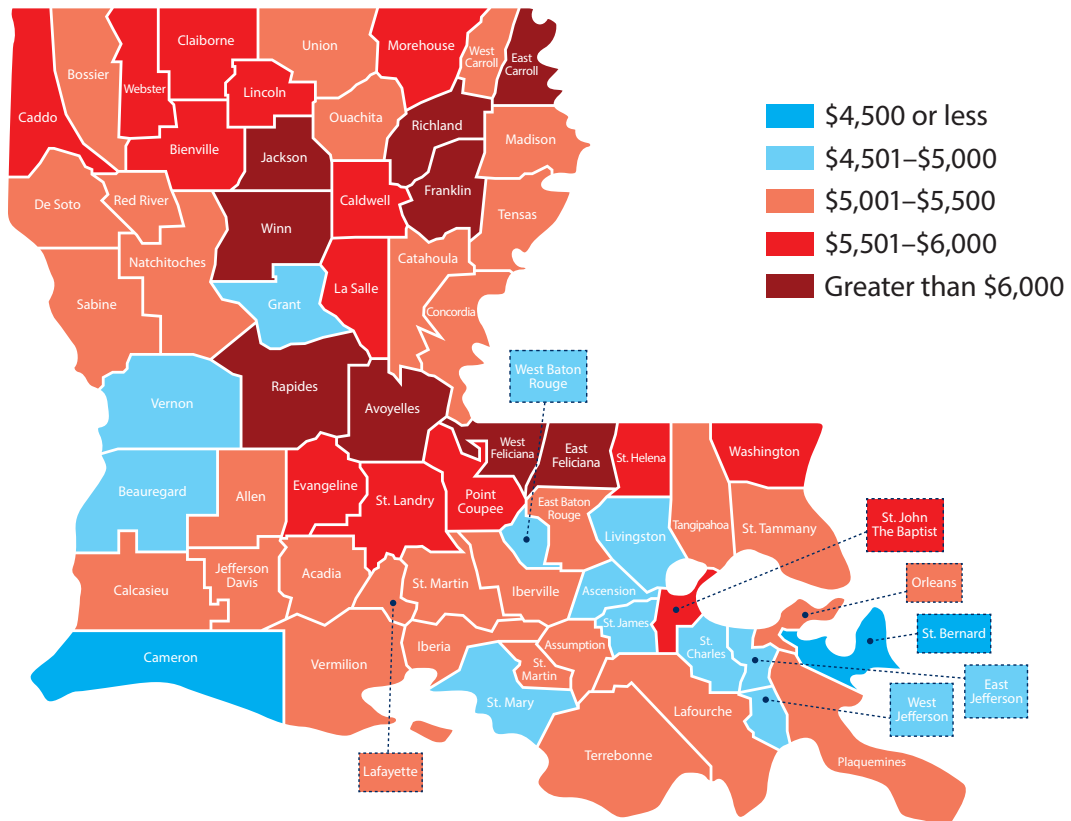 Claiborne
Union
Morehouse
West
Carroll
East
Carroll
Bossier
Webster
Lincoln
Caddo
Ouachita
Richland
Madison
Bienville
Jackson
Franklin
De Soto
Red River
Caldwell
Tensas
Winn
Natchitoches
Catahoula
Sabine
Grant
La Salle
Concordia
$4,500 or less
$4,501–$5,000
$5,001–$5,500
$5,501–$6,000
Greater than $6,000
West Baton
Rouge
Vernon
Rapides
Avoyelles
West
Feliciana
East
Feliciana
St. Helena
Washington
Beauregard
Allen
Evangeline
St. Landry
Point
Coupee
East Baton
Rouge
Livingston
Tangipahoa
St. Tammany
St. John
The Baptist
Calcasieu
Jefferson
Davis
Acadia
St. Martin
Iberville
Ascension
Orleans
St. James
Cameron
Vermilion
Iberia
Assumption
St.
Charles
St. Bernard
St.
Martin
St. Mary
East
Jefferson
West
Jefferson
Lafourche
Terrebonne
Plaquemines
Lafayette